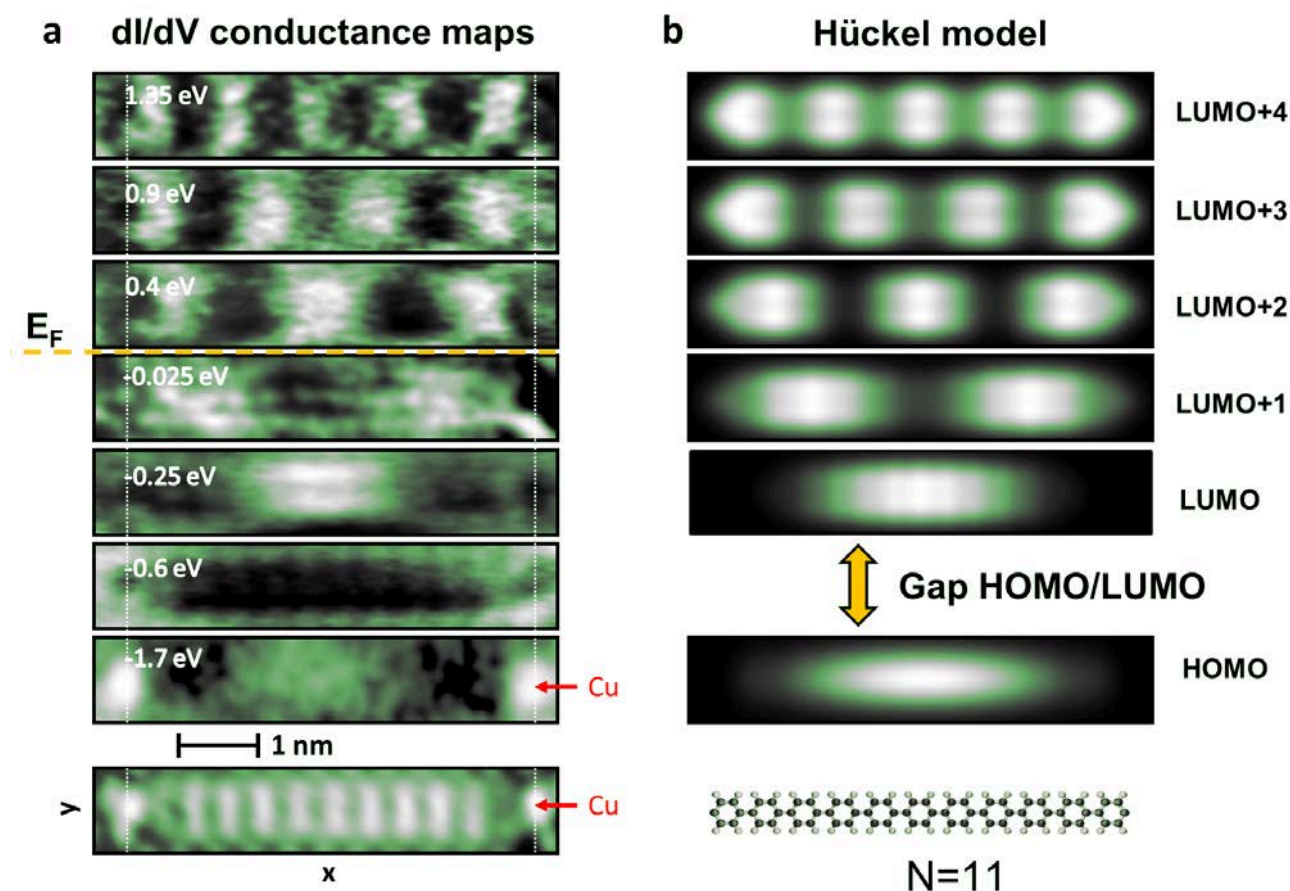 a dI/dV conductance maps
b Hückel model
1.35 eV
LUMO+4
0.9 eV
LUMO+3
0.4 eV
LUMO+2
EF
-0.025 eV
LUMO+1
-0.25 eV
LUMO
-0.6 eV
Gap HOMO/LUMO
-1.7 eV
Cu
HOMO
1 nm
y
Cu
x
N=11